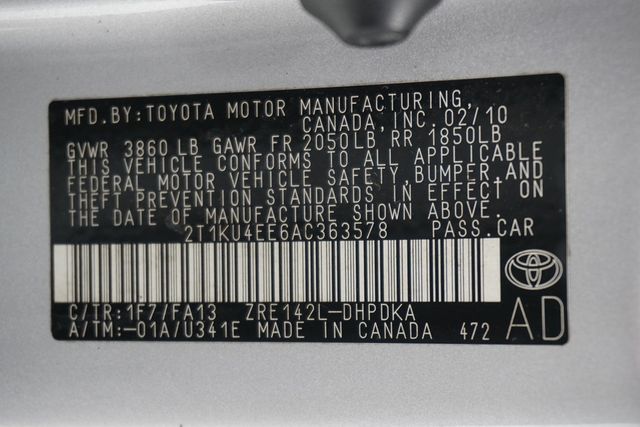 MFD.BY:TOYOTA MOTOR MANUFACTURING,
CANADA,INC.02/10
GVWR 3860LB GAWR FR 2050LB RR 1850LB
THIS VEHICLE CONFORMS TO ALL APPLICABLE
FEDERAL MOTOR VEHICLE SAFETY, BUMPER,AND
THEFT PREVENTION STANDARDS IN EFFECT ON
THE DATE OF MANUFACTURE SHOWN ABOVE.
2T1KU4EE6AC363578 PASS.CAR
C/TR:1F7/FA13 ZRE142L-DHPDKA
A/TM:-01A/U341E MADE IN CANADA 472
AD